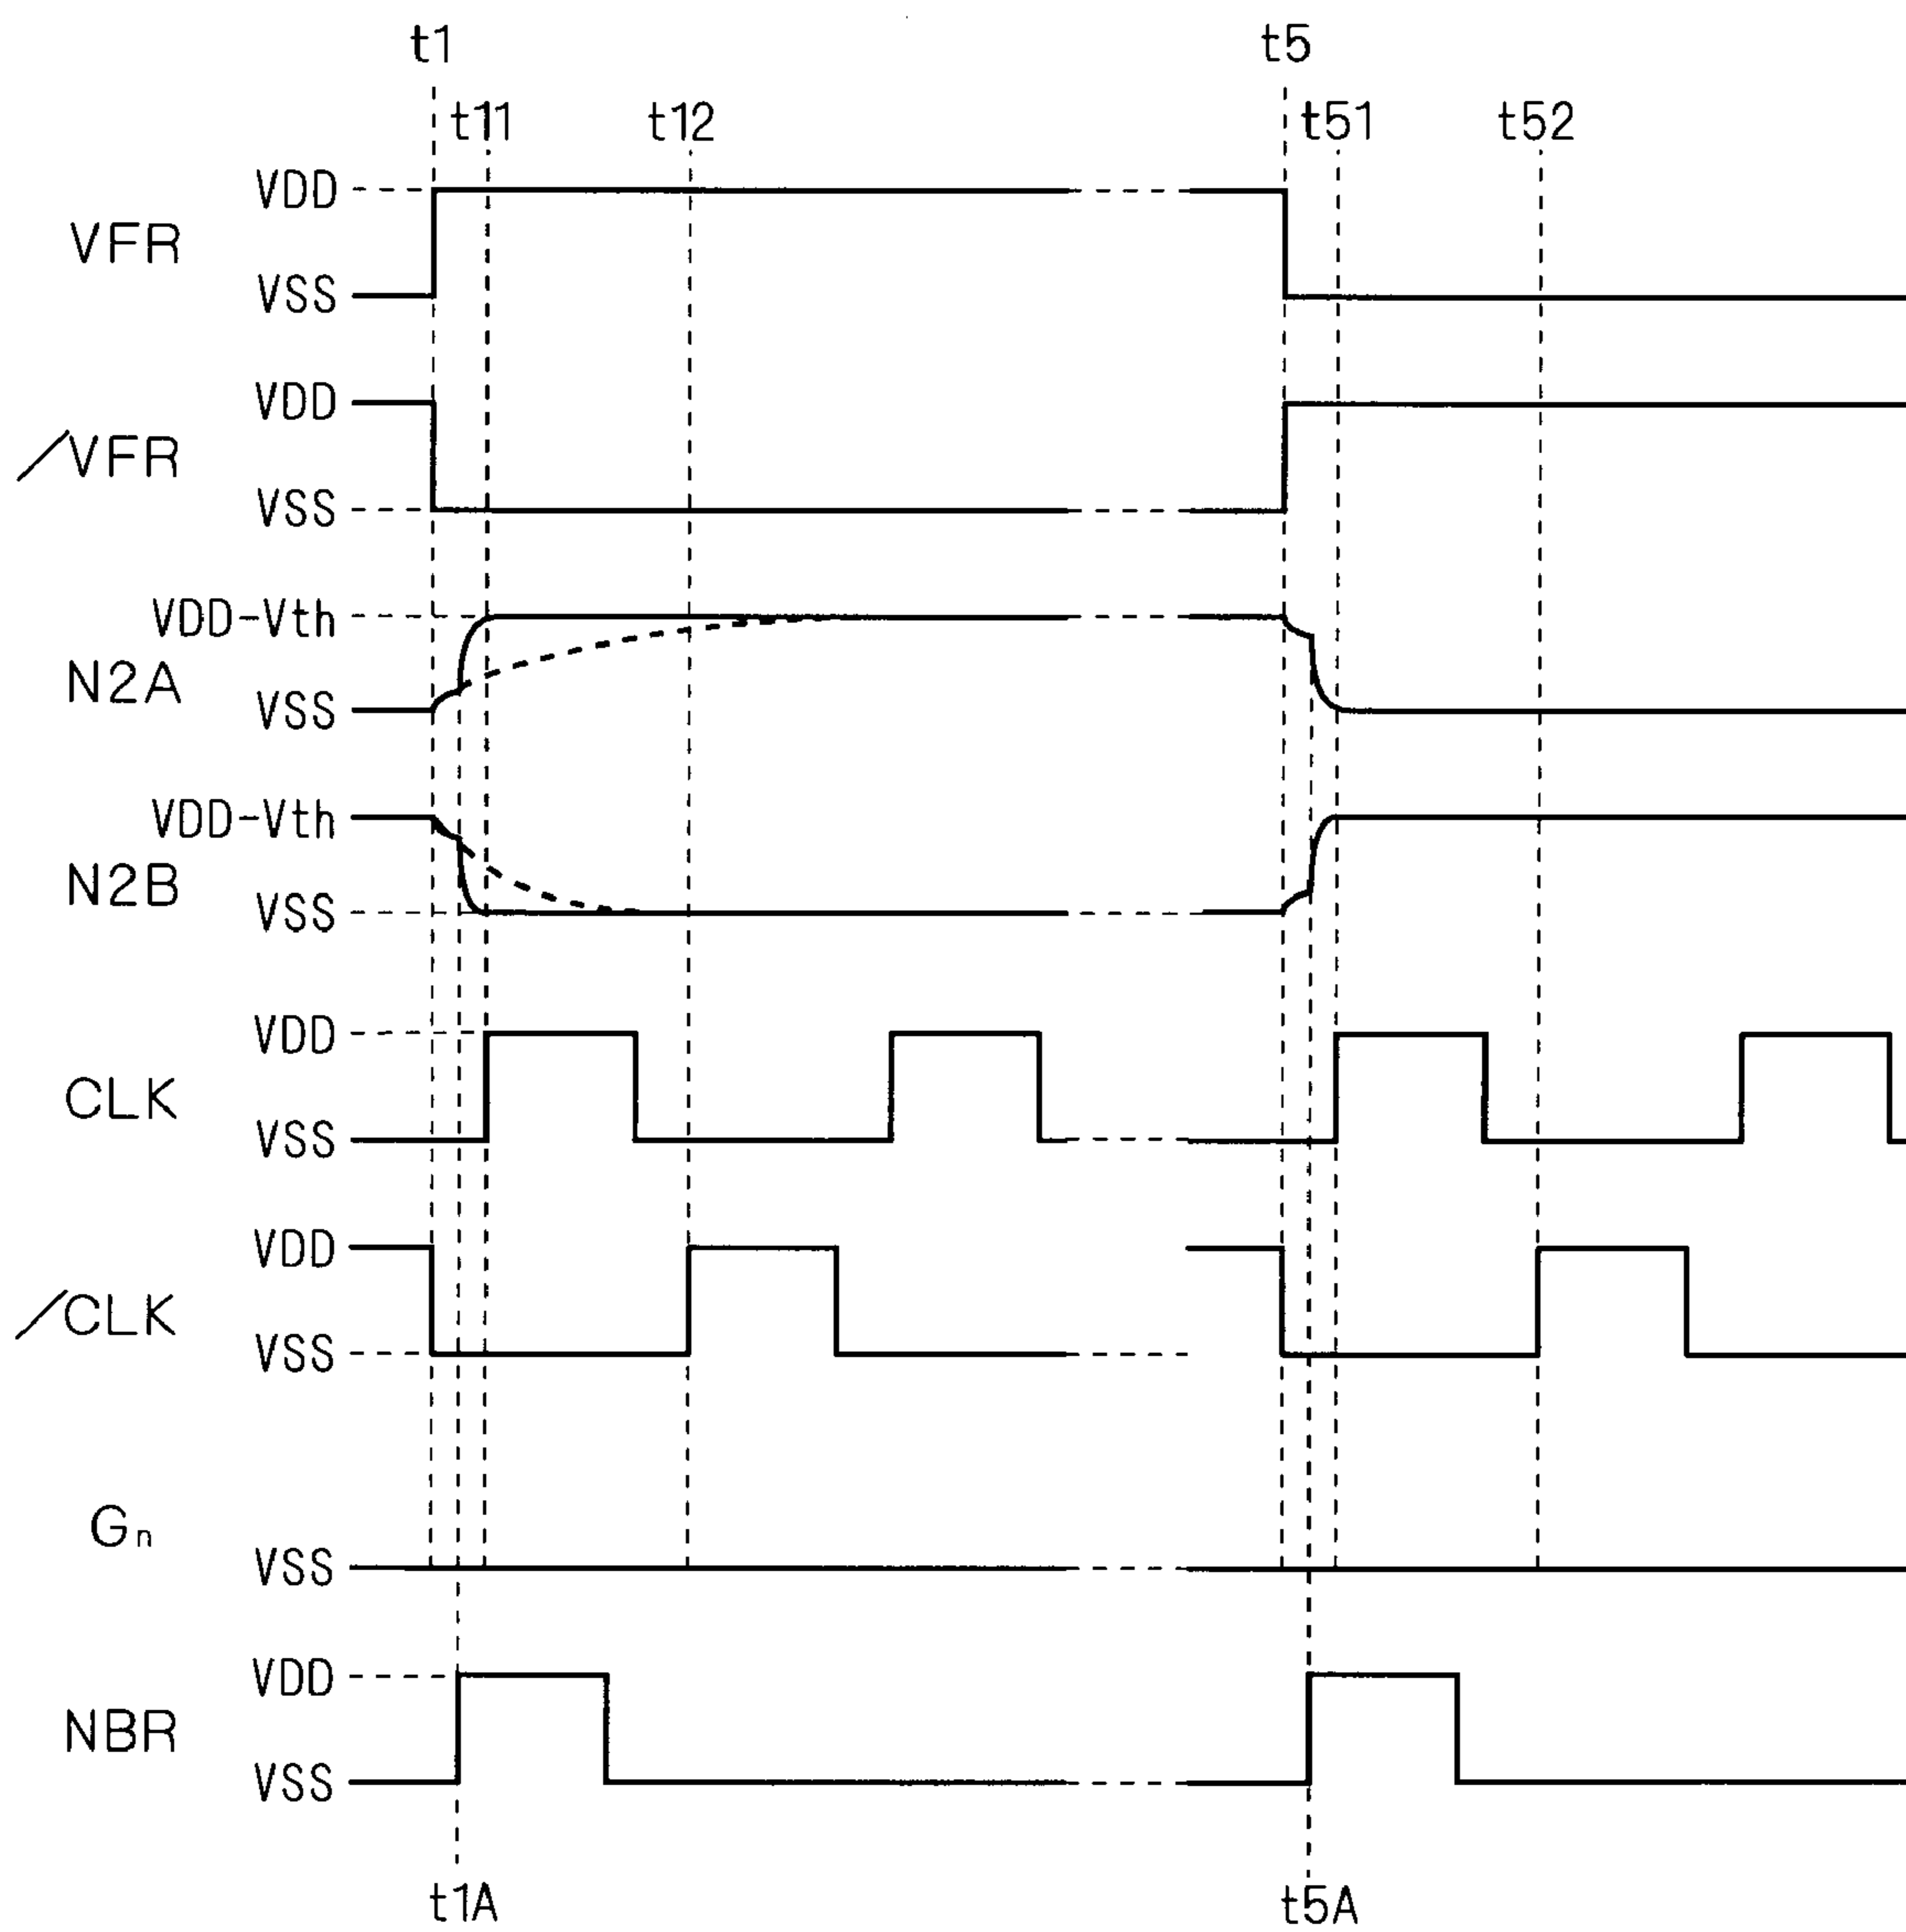 t1 t5
t11 t12 t51 t52
VDD
VFR
VSS
VDD
/VFR
VSS
VDD-Vth
N2A
VSS
VDD-Vth
N2B
VSS
VDD
CLK
VSS
VDD
/CLK
VSS
Gn
VSS
VDD
NBR
VSS
t1A t5A